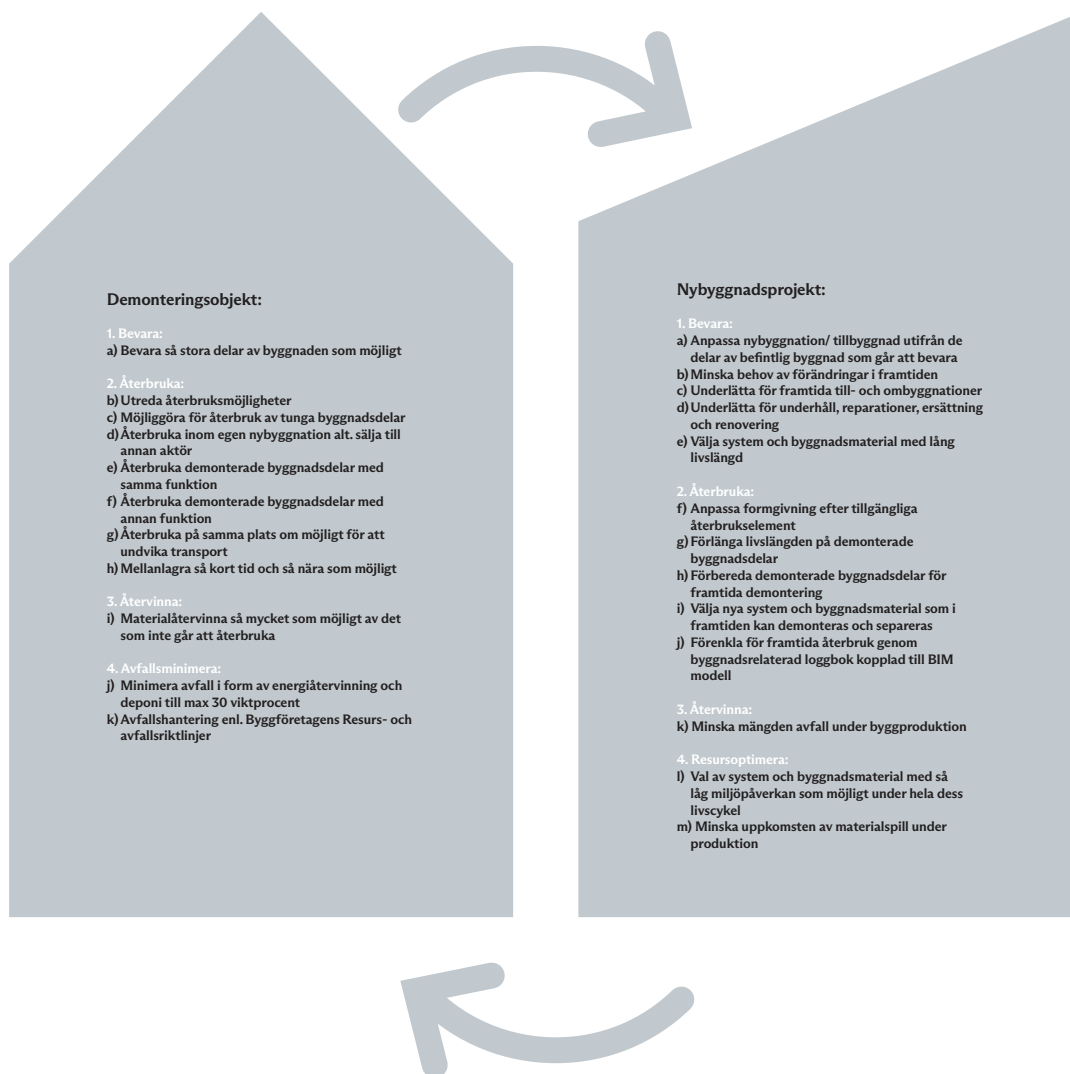 Demonteringsobjekt:
1. Bevara:
a) Bevara så stora delar av byggnaden som möjligt
2. Återbruka:
b) Utreda återbruksmöjligheter
c) Möjliggöra för återbruk av tunga byggnadsdelar
d) Återbruka inom egen nybyggnation alt. sälja till
annan aktör
e) Återbruka demonterade byggnadsdelar med
samma funktion
f) Återbruka demonterade byggnadsdelar med
annan funktion
g) Återbruka på samma plats om möjligt för att
undvika transport
h) Mellanlagra så kort tid och så nära som möjligt
3. Återvinna:
i) Materialåtervinna så mycket som möjligt av det
som inte går att återbruka
4. Avfallsminimera:
j) Minimera avfall i form av energiåtervinning och
deponi till max 30 viktprocent
k) Avfallshantering enl. Byggföretagens Resurs- och
avfallsriktlinjer
Nybyggnadsprojekt:
1. Bevara:
a) Anpassa nybyggnation/ tillbyggnad utifrån de
delar av befintlig byggnad som går att bevara
b) Minska behov av förändringar i framtiden
c) Underlätta för framtida till- och ombyggnationer
d) Underlätta för underhåll, reparationer, ersättning
och renovering
e) Välja system och byggnadsmaterial med lång
livslängd
2. Återbruka:
f) Anpassa formgivning efter tillgängliga
återbrukselement
g) Förlänga livslängden på demonterade
byggnadsdelar
h) Förbereda demonterade byggnadsdelar för
framtida demontering
i) Välja nya system och byggnadsmaterial som i
framtiden kan demonteras och separeras
j) Förenkla för framtida återbruk genom
byggnadsrelaterad loggbok kopplad till BIM
modell
3. Återvinna:
k) Minska mängden avfall under byggproduktion
4. Resursoptimera:
l) Val av system och byggnadsmaterial med så
låg miljöpåverkan som möjligt under hela dess
livscykel
m) Minska uppkomsten av materialspill under
produktion